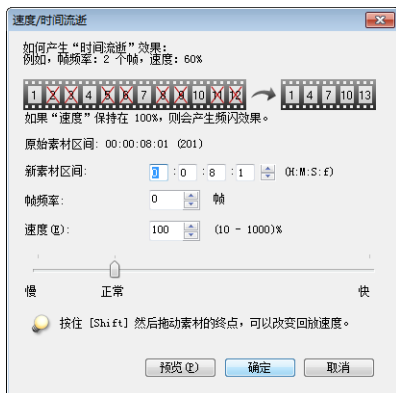 速度/时间流逝
如何产生“时间流逝”效果:
例如, 帧频率: 2 个帧, 速度: 60%
1 2 3 4 5 6 7 8 9 10 11 12 1 4 7 10 13
如果“速度”保持在 100%, 则会产生频闪效果。
原始素材区间: 00:00:08:01 (201)
新素材区间: 0 : 0 : 8 : 1 (H:M:S:f)
帧频率: 0 帧
速度(E): 100 (10 - 1000)%
慢 正常 快
按住 [Shift] 然后拖动素材的终点, 可以改变回放速度。
预览(P) 确定 取消